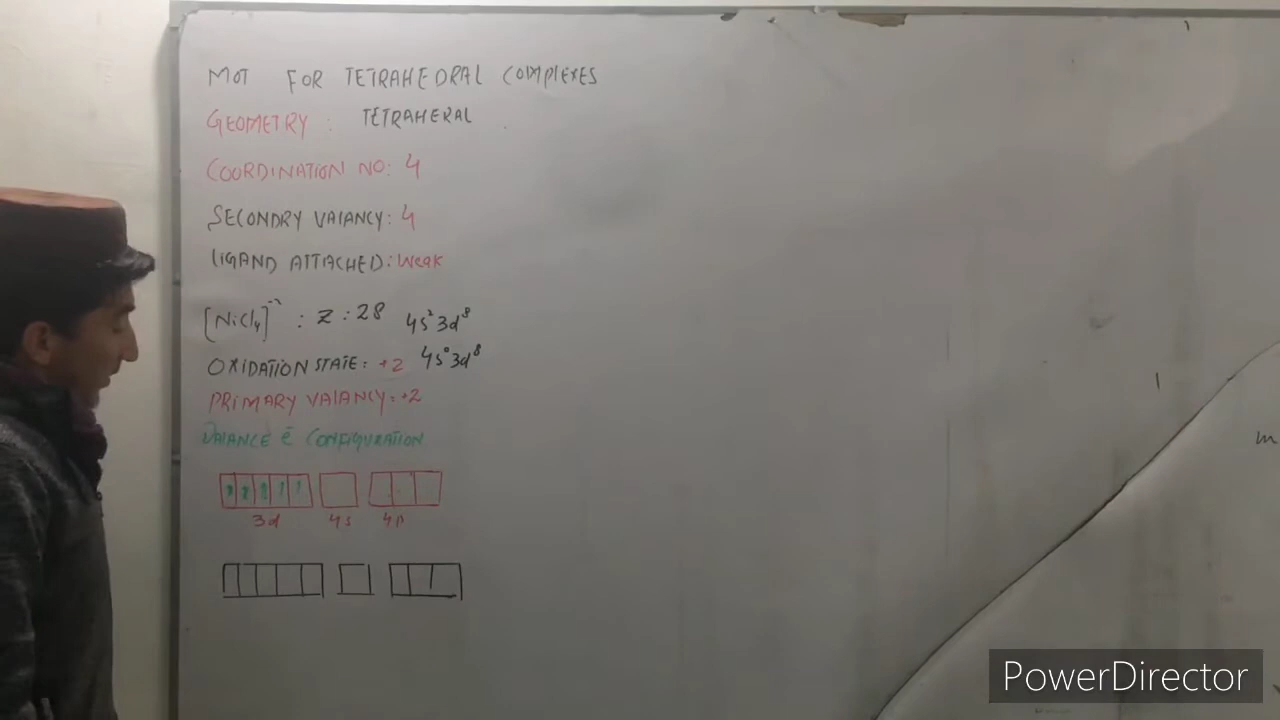 MOT FOR TETRAHEDRAL COMPLEXES
GEOMETRY : TETRAHERAL
COORDINATION NO: 4
SECONDRY VALANCY: 4
LIGAND ATTACHED: Weak
[NiCl₄]⁻² : Z : 28 4s² 3d⁸
OXIDATION STATE: +2 4s⁰ 3d⁸
PRIMARY VALANCY: +2
VALANCE ē CONFIGURATION
3d 4s 4p
m
PowerDirector